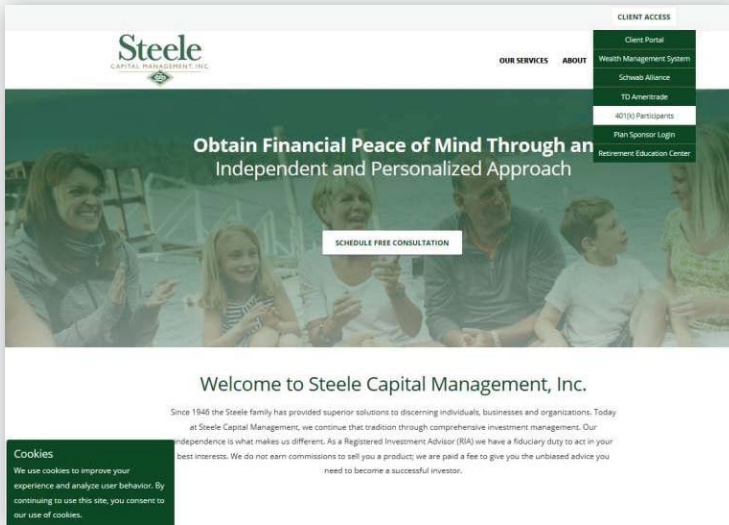 CLIENT ACCESS
Steele
CAPITAL MANAGEMENT, INC.
OUR SERVICES ABOUT
Client Portal
Wealth Management System
Schwab Alliance
TD Ameritrade
401(k) Participants
Plan Sponsor Login
Retirement Education Center
Obtain Financial Peace of Mind Through an
Independent and Personalized Approach
SCHEDULE FREE CONSULTATION
Welcome to Steele Capital Management, Inc.
Since 1946 the Steele family has provided superior solutions to discerning individuals, businesses and organizations. Today
at Steele Capital Management, we continue that tradition through comprehensive investment management. Our
independence is what makes us different. As a Registered Investment Advisor (RIA) we have a fiduciary duty to act in your
best interests. We do not earn commissions to sell you a product; we are paid a fee to give you the unbiased advice you
need to become a successful investor.
Cookies
We use cookies to improve your
experience and analyze user behavior. By
continuing to use this site, you consent to
our use of cookies.